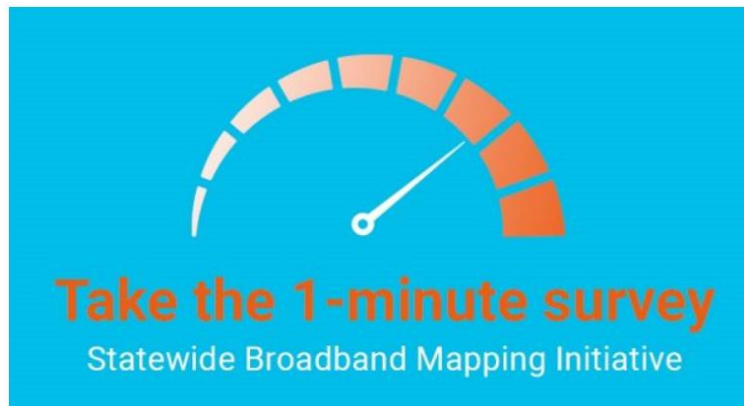 Take the 1-minute survey
Statewide Broadband Mapping Initiative